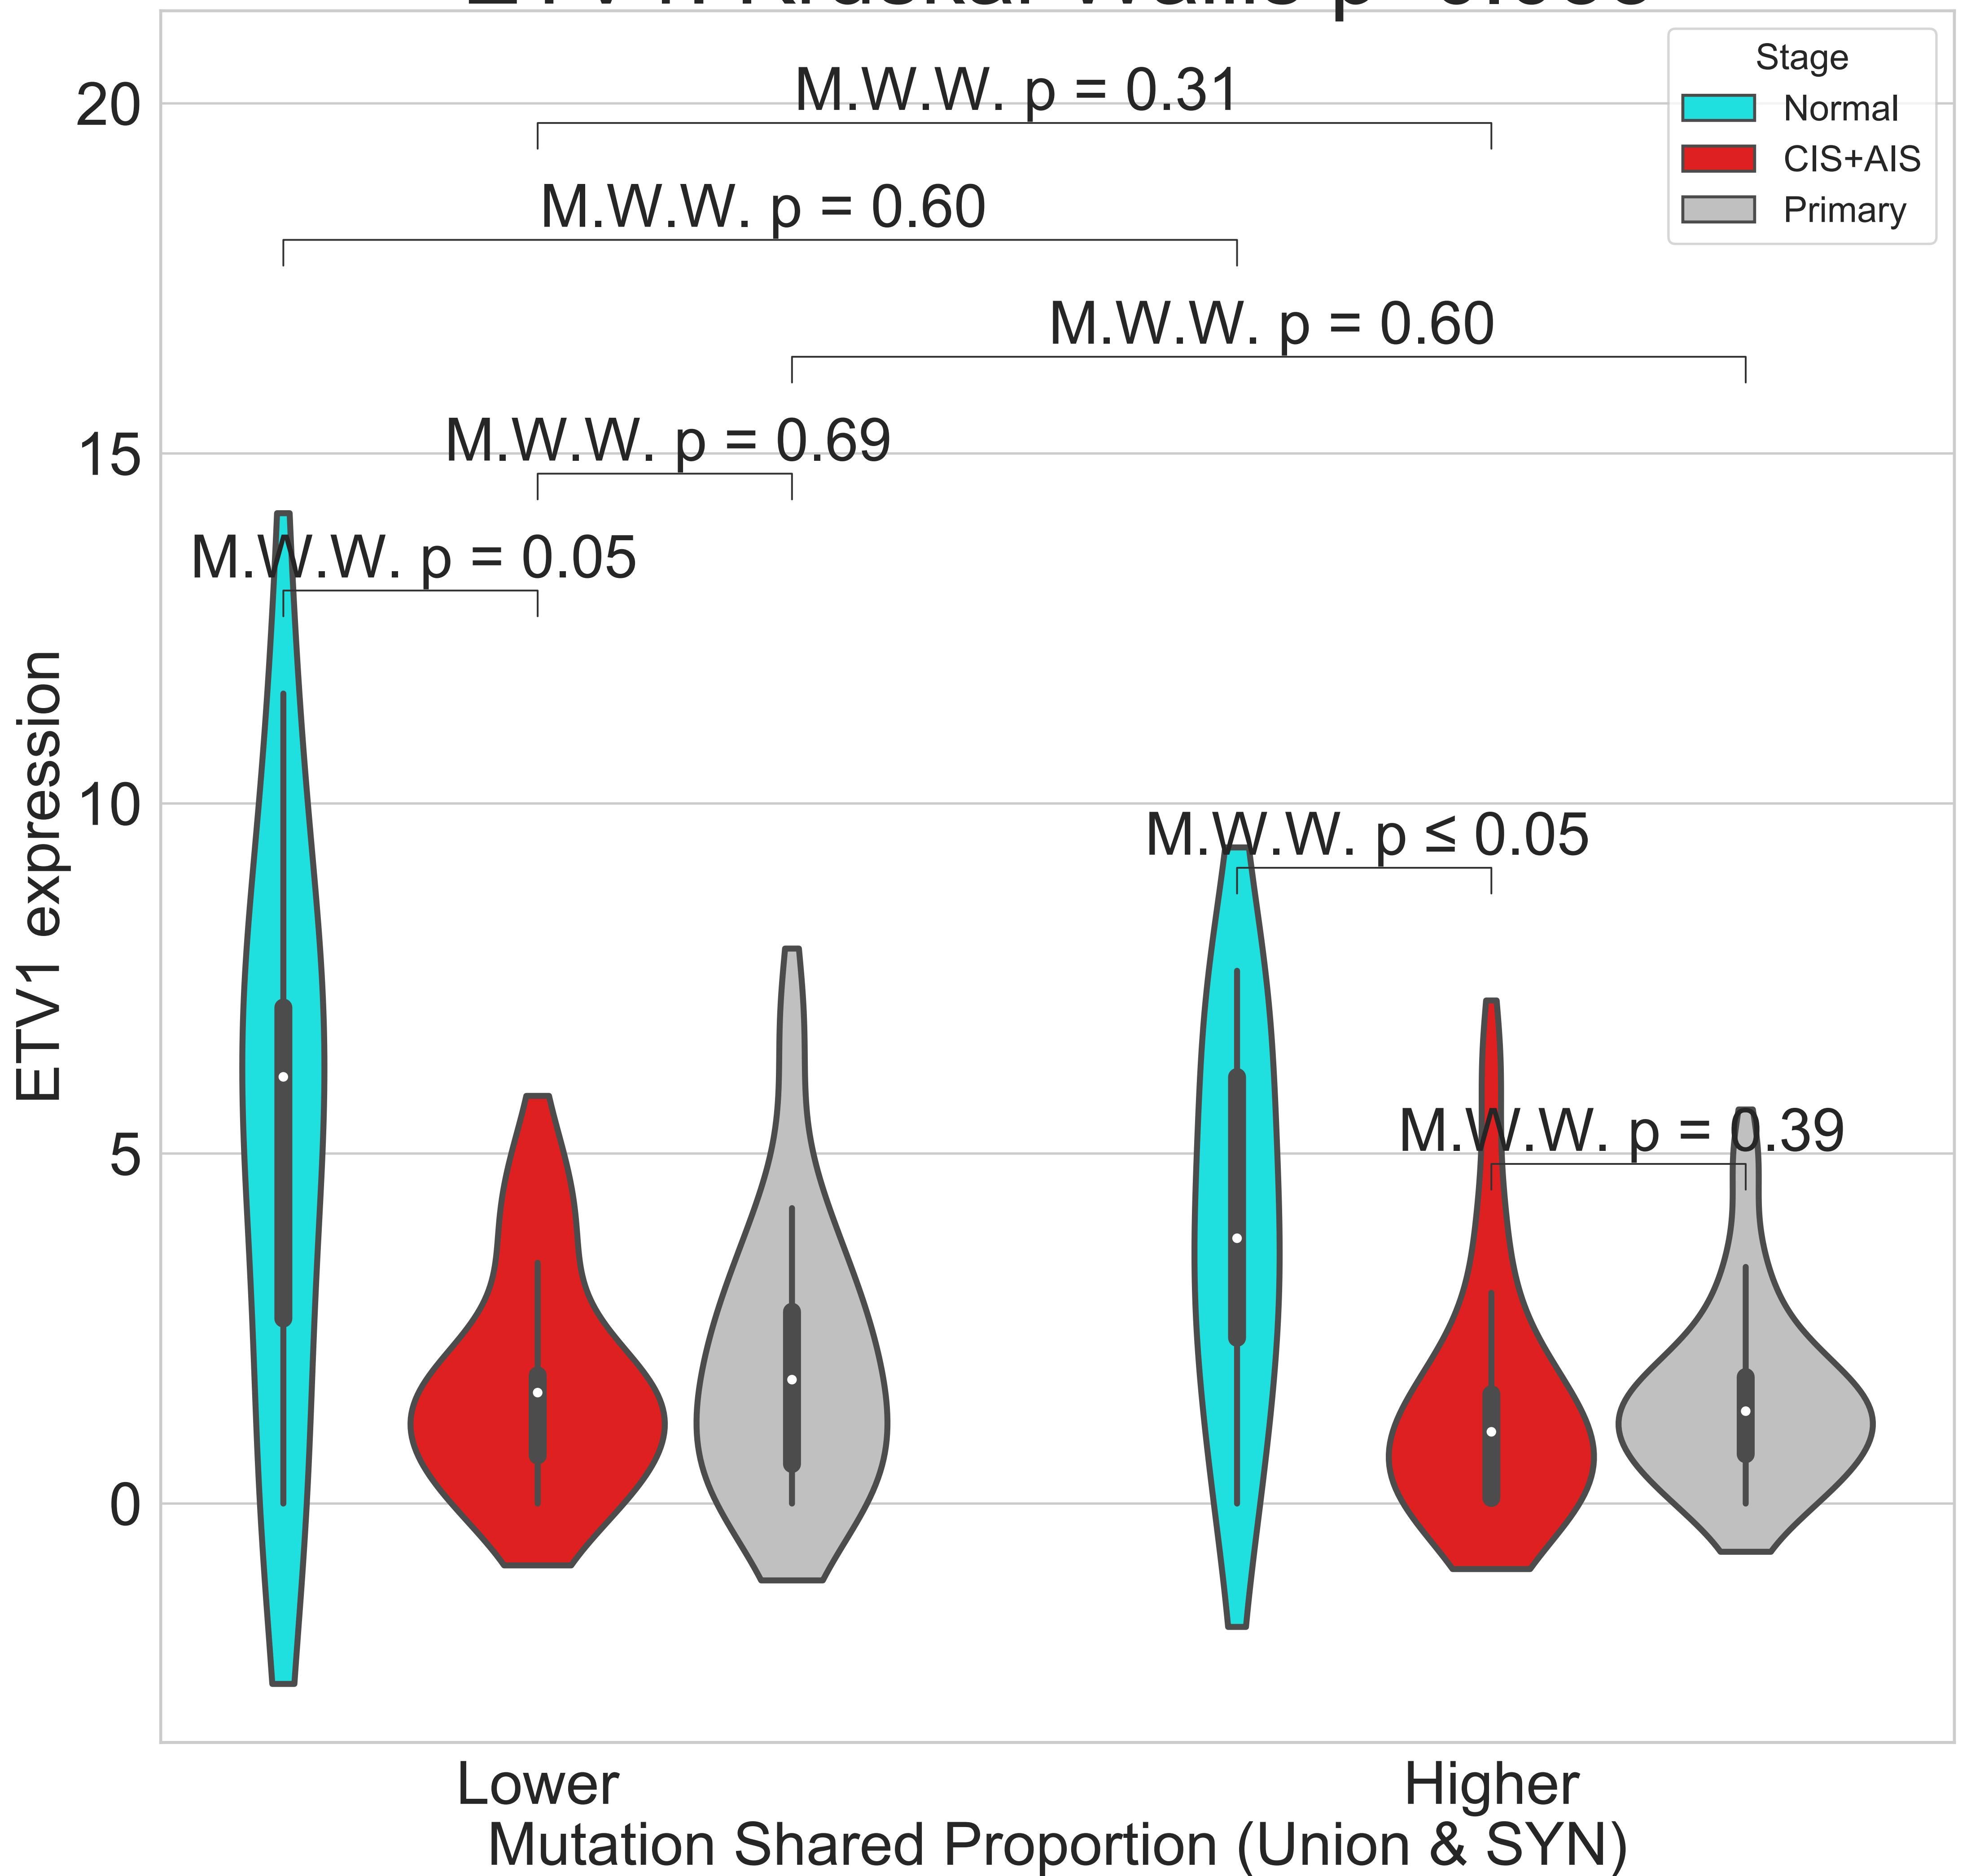 Stage
Normal
CIS+AIS
Primary
M.W.W. p = 0.31
M.W.W. p = 0.60
M.W.W. p = 0.60
M.W.W. p = 0.69
M.W.W. p = 0.05
M.W.W. p ≤ 0.05
M.W.W. p = 0.39
20
15
10
5
0
ETV1 expression
Lower
Higher
Mutation Shared Proportion (Union & SYN)